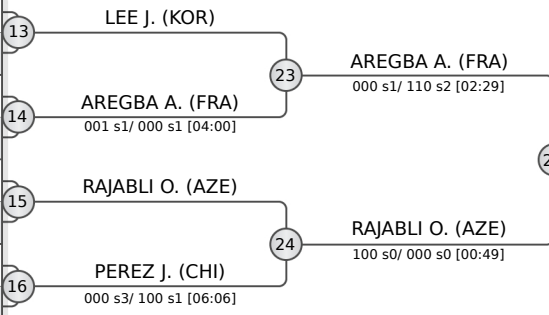 LEE J. (KOR)
13
23
AREGBA A. (FRA)
000 s1/ 110 s2 [02:29]
AREGBA A. (FRA)
14
001 s1/ 000 s1 [04:00]
RAJABLI O. (AZE)
15
24
RAJABLI O. (AZE)
100 s0/ 000 s0 [00:49]
PEREZ J. (CHI)
16
000 s3/ 100 s1 [06:06]